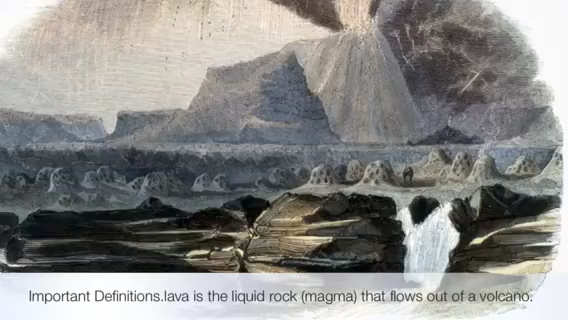 Important Definitions.lava is the liquid rock (magma) that flows out of a volcano.